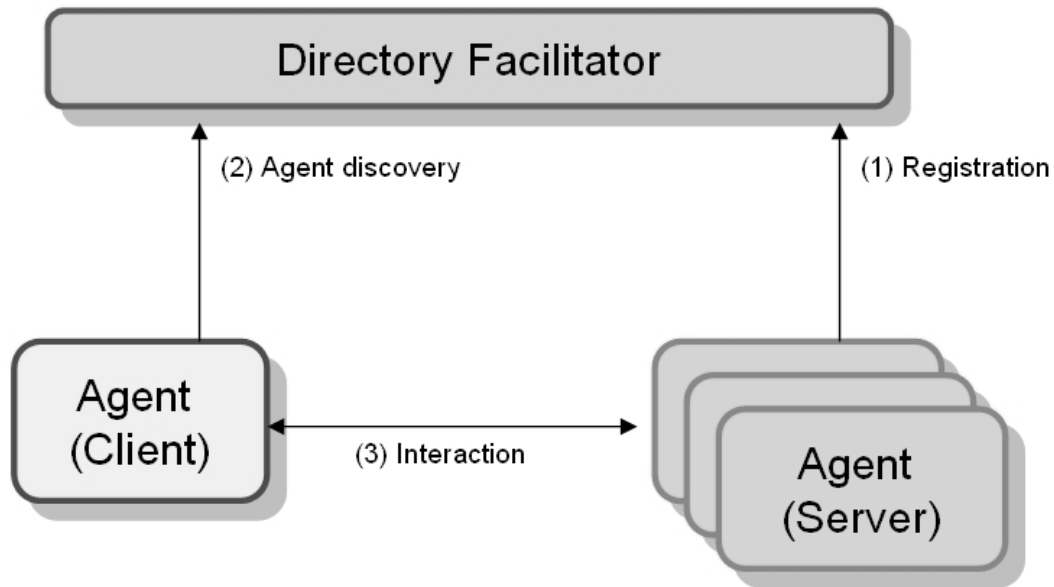 Directory Facilitator
(2) Agent discovery
(1) Registration
Agent
(Client)
(3) Interaction
Agent
(Server)